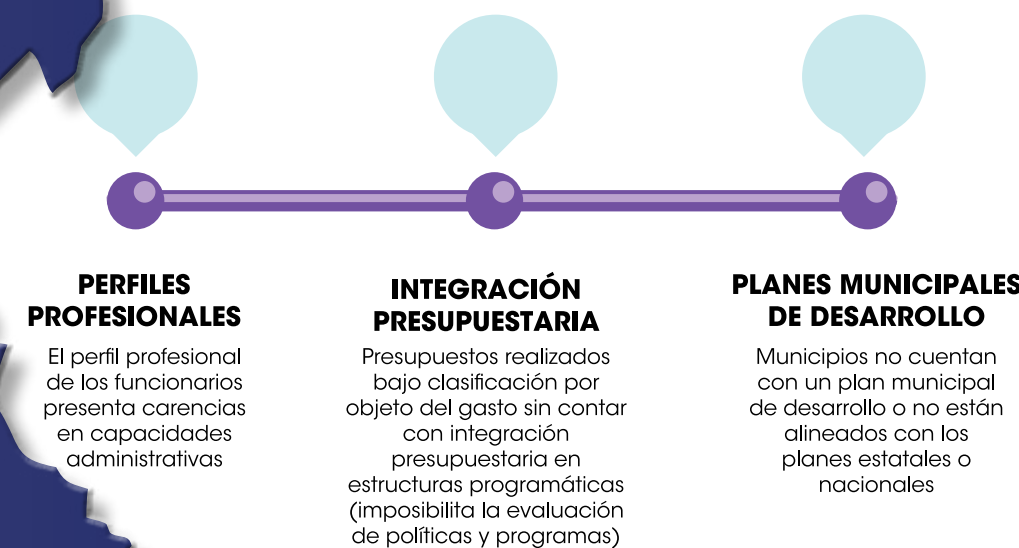 PERFILES
PROFESIONALES
El perfil profesional
de los funcionarios
presenta carencias
en capacidades
administrativas
INTEGRACIÓN
PRESUPUESTARIA
Presupuestos realizados
bajo clasificación por
objeto del gasto sin contar
con integración
presupuestaria en
estructuras programáticas
(imposibilita la evaluación
de políticas y programas)
PLANES MUNICIPALES
DE DESARROLLO
Municipios no cuentan
con un plan municipal
de desarrollo o no están
alineados con los
planes estatales o
nacionales